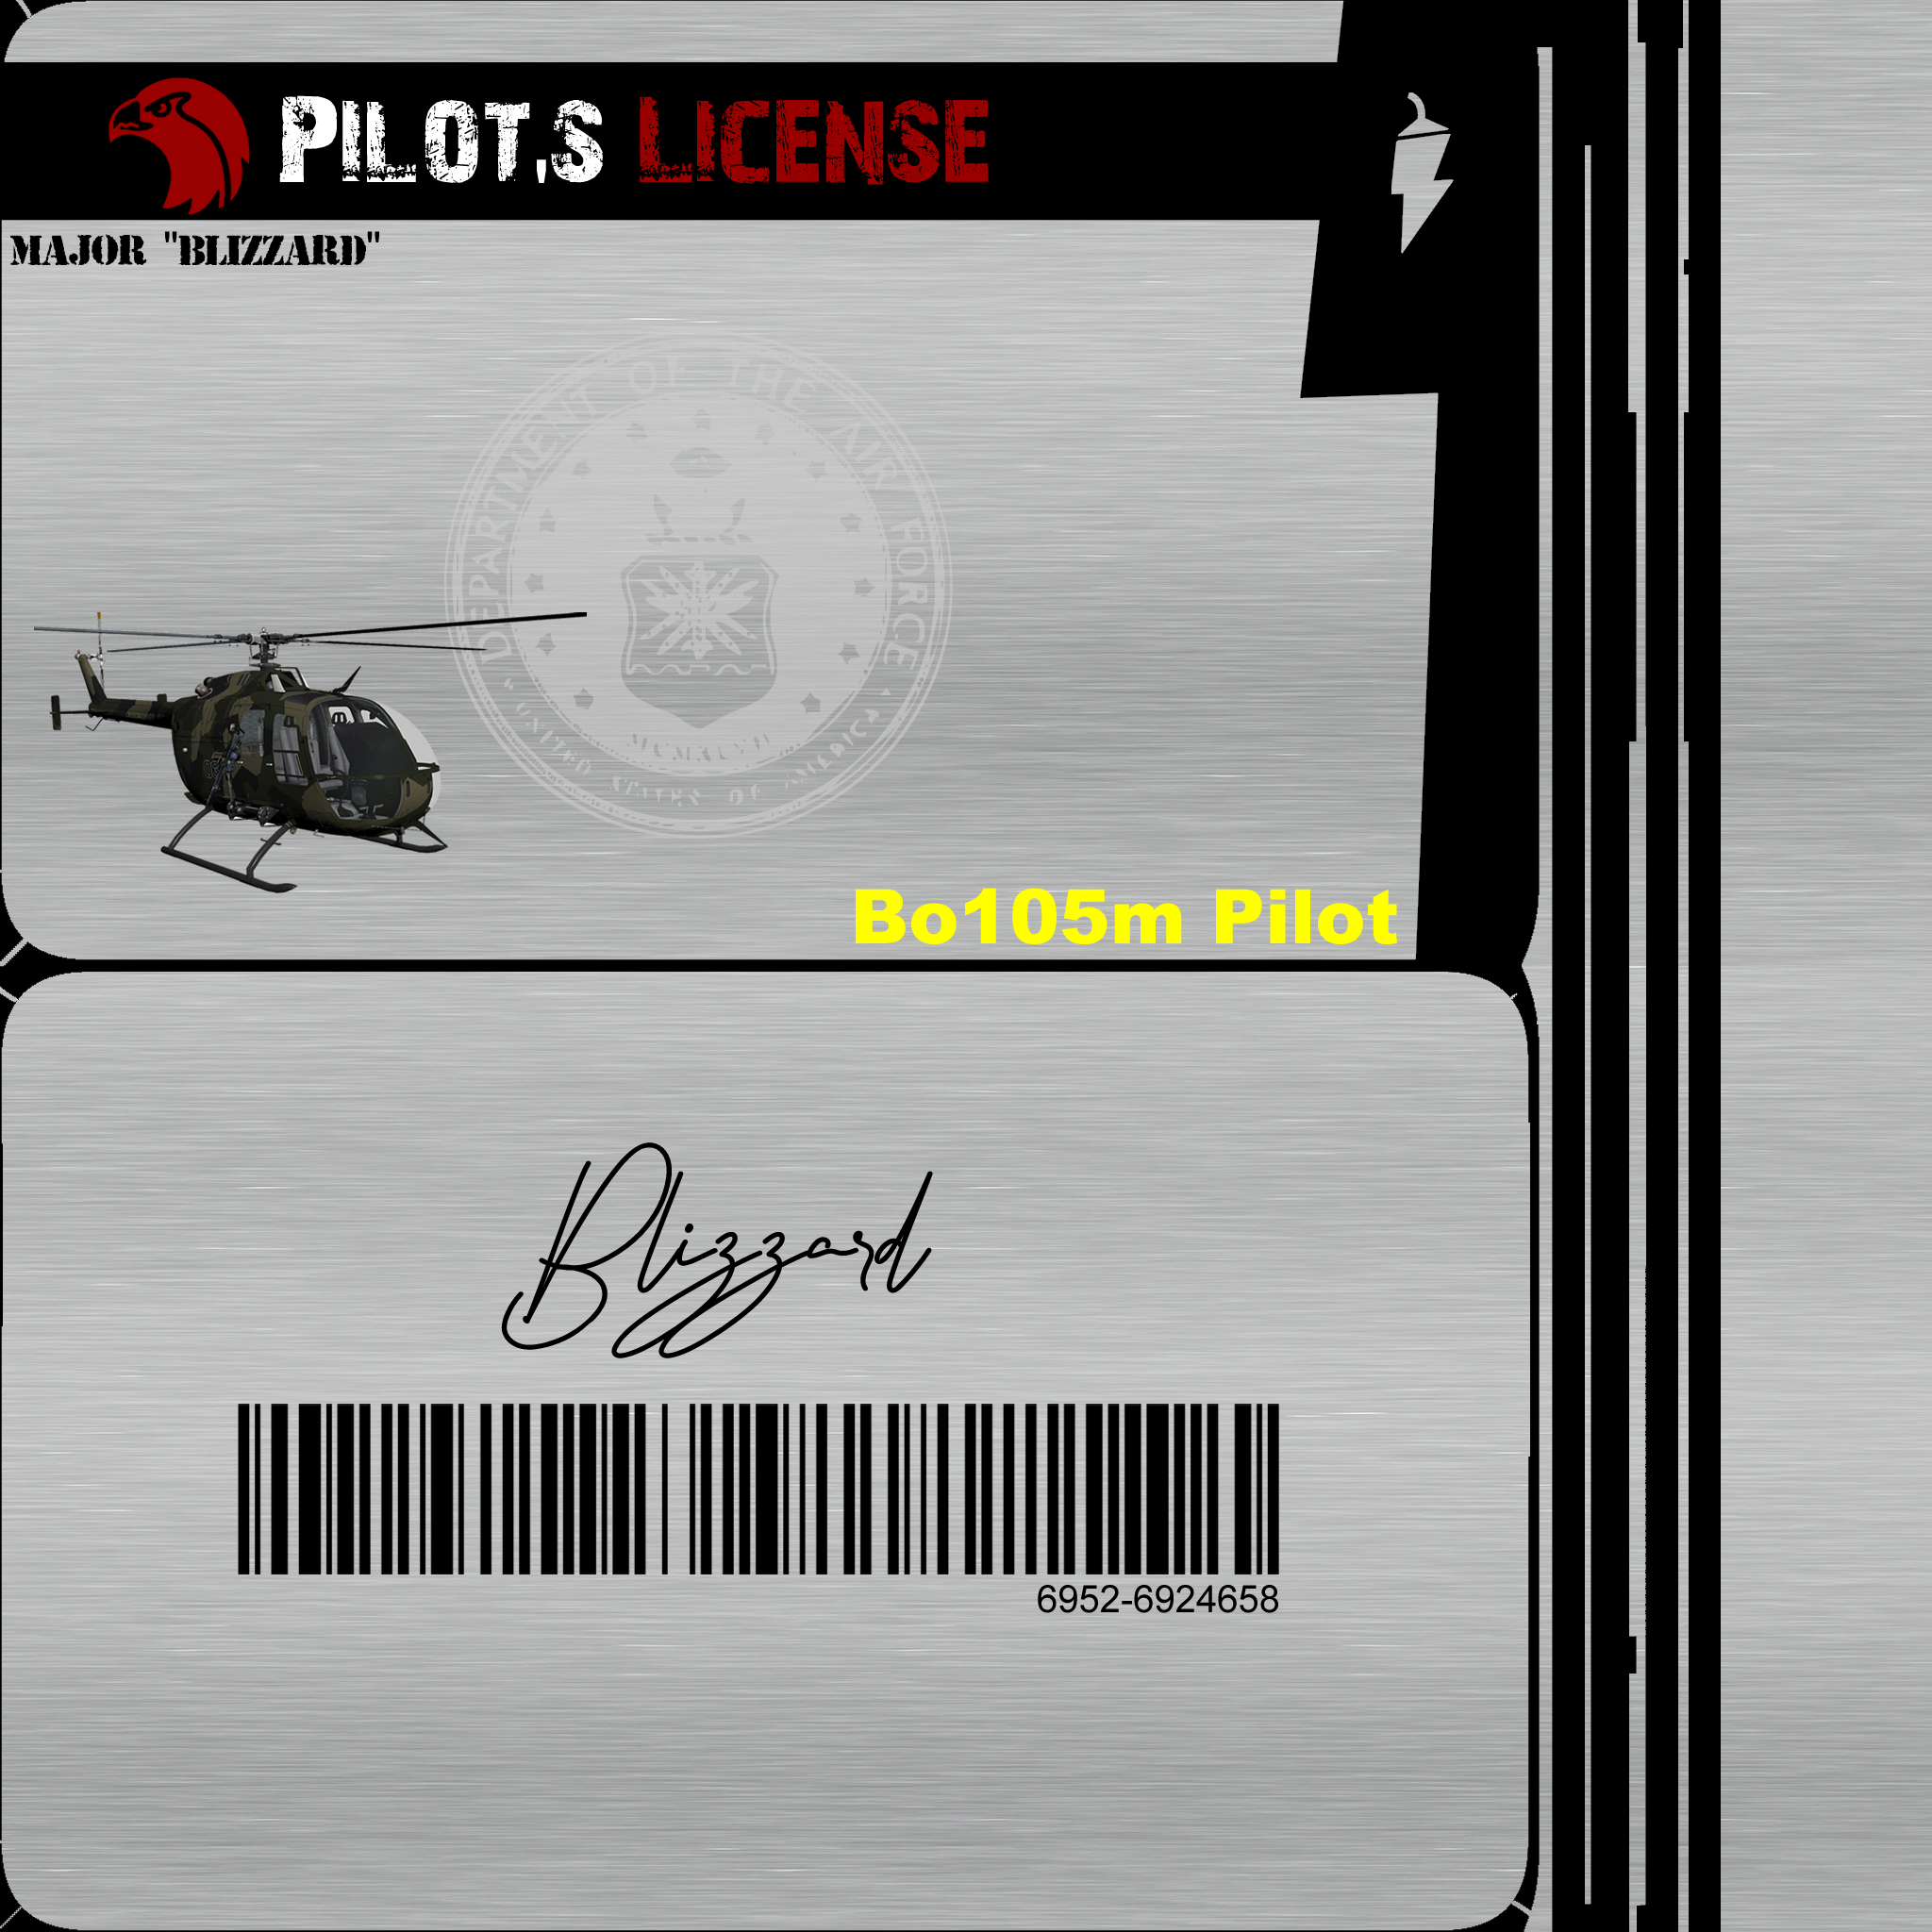 PILOT,S LICENSE
MAJOR "BLIZZARD"
DEPARTMENT OF THE AIR FORCE
UNITED STATES OF AMERICA
Bo105m Pilot
Blizzard
6952-6924658